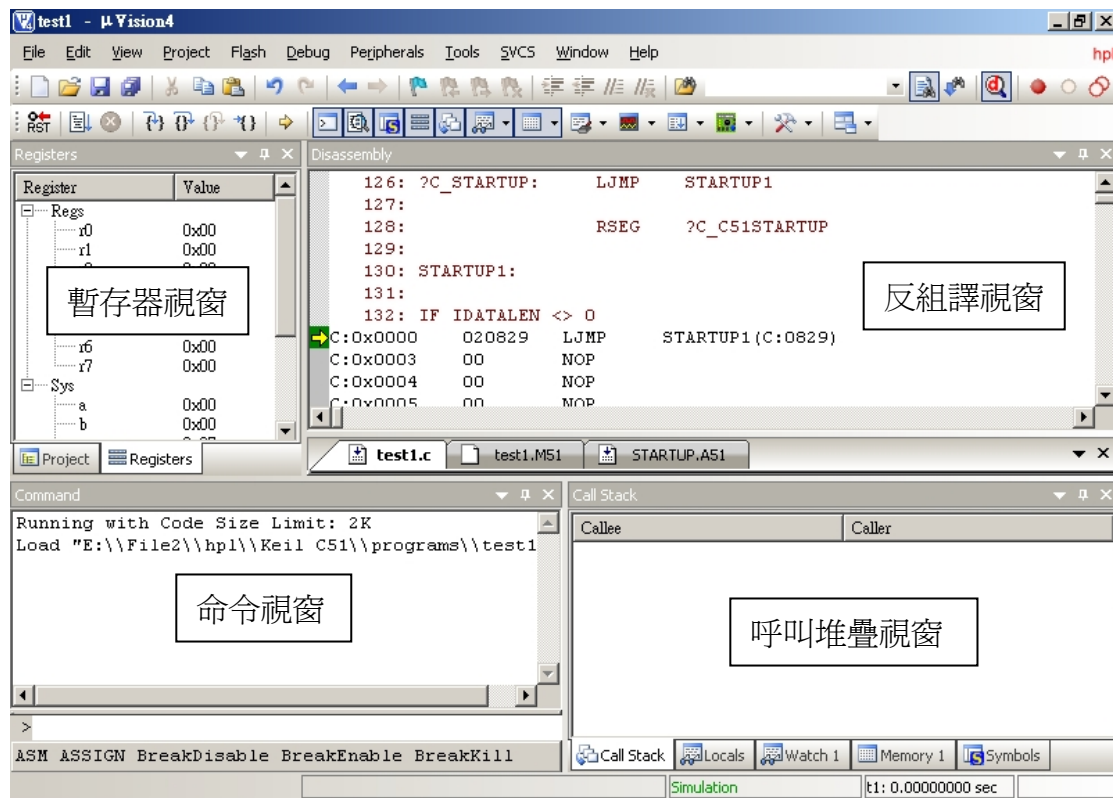 test1 - µVision4
File Edit View Project Flash Debug Peripherals Tools SVCS Window Help
hpl
RST
Registers
Register Value
Regs
r0 0x00
r1 0x00
暫存器視窗
r6 0x00
r7 0x00
Sys
a 0x00
b 0x00
Project Registers
Disassembly
126: ?C_STARTUP: LJMP STARTUP1
127:
128: RSEG ?C_C51STARTUP
129:
130: STARTUP1:
131:
132: IF IDATALEN <> 0
C:0x0000 020829 LJMP STARTUP1(C:0829)
C:0x0003 00 NOP
C:0x0004 00 NOP
C:0x0005 00 NOP
反組譯視窗
test1.c test1.M51 STARTUP.A51
Command
Running with Code Size Limit: 2K
Load "E:\\File2\\hpl\\Keil C51\\programs\\test1
命令視窗
>
ASM ASSIGN BreakDisable BreakEnable BreakKill
Call Stack
Callee Caller
呼叫堆疊視窗
Call Stack Locals Watch 1 Memory 1 Symbols
Simulation t1: 0.00000000 sec